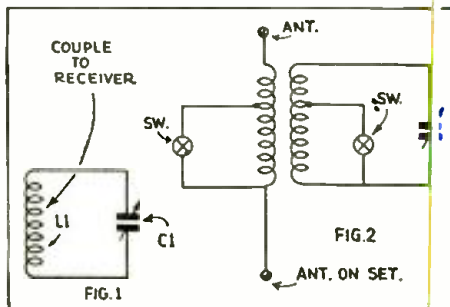 COUPLE
TO
RECEIVER
L1
C1
FIG.1
ANT.
SW.
SW.
FIG.2
ANT. ON SET.